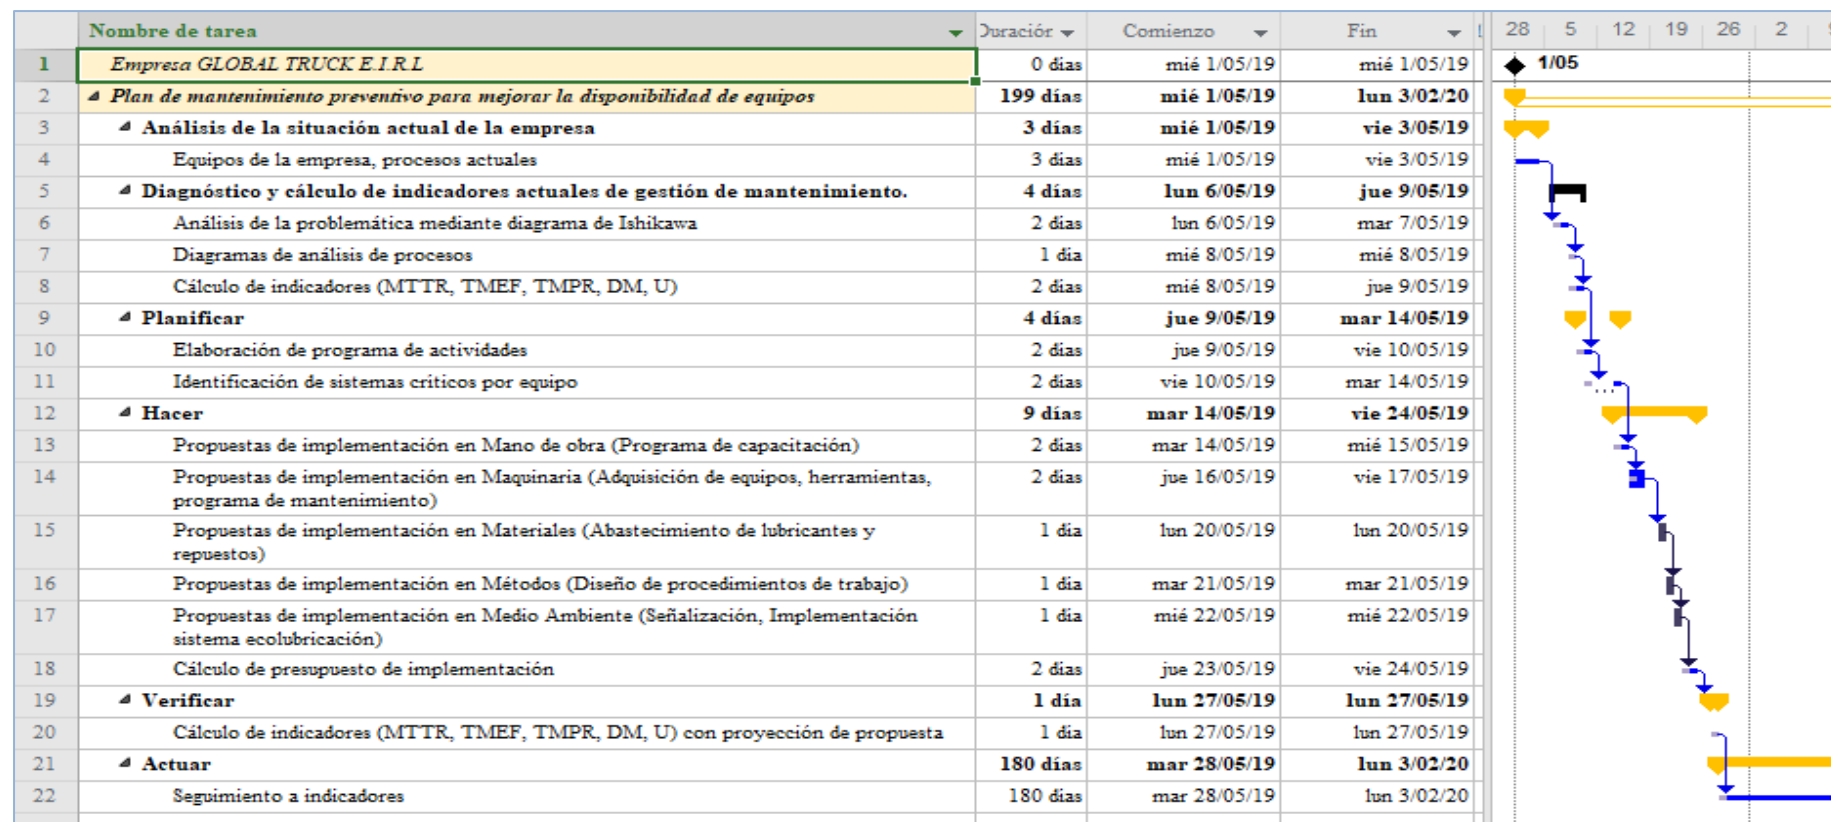 Nombre de tarea Duración Comienzo Fin 28 5 12 19 26 2
1 Empresa GLOBAL TRUCK E.I.R.L 0 días mié 1/05/19 mié 1/05/19 1/05
2 Plan de mantenimiento preventivo para mejorar la disponibilidad de equipos 199 días mié 1/05/19 lun 3/02/20
3 Análisis de la situación actual de la empresa 3 días mié 1/05/19 vie 3/05/19
4 Equipos de la empresa, procesos actuales 3 días mié 1/05/19 vie 3/05/19
5 Diagnóstico y cálculo de indicadores actuales de gestión de mantenimiento. 4 días lun 6/05/19 jue 9/05/19
6 Análisis de la problemática mediante diagrama de Ishikawa 2 días lun 6/05/19 mar 7/05/19
7 Diagramas de análisis de procesos 1 día mié 8/05/19 mié 8/05/19
8 Cálculo de indicadores (MTTR, TMEF, TMPR, DM, U) 2 días mié 8/05/19 jue 9/05/19
9 Planificar 4 días jue 9/05/19 mar 14/05/19
10 Elaboración de programa de actividades 2 días jue 9/05/19 vie 10/05/19
11 Identificación de sistemas críticos por equipo 2 días vie 10/05/19 mar 14/05/19
12 Hacer 9 días mar 14/05/19 vie 24/05/19
13 Propuestas de implementación en Mano de obra (Programa de capacitación) 2 días mar 14/05/19 mié 15/05/19
14 Propuestas de implementación en Maquinaria (Adquisición de equipos, herramientas, 2 días jue 16/05/19 vie 17/05/19
programa de mantenimiento)
15 Propuestas de implementación en Materiales (Abastecimiento de lubricantes y 1 día lun 20/05/19 lun 20/05/19
repuestos)
16 Propuestas de implementación en Métodos (Diseño de procedimientos de trabajo) 1 día mar 21/05/19 mar 21/05/19
17 Propuestas de implementación en Medio Ambiente (Señalización, Implementación 1 día mié 22/05/19 mié 22/05/19
sistema ecolubricación)
18 Cálculo de presupuesto de implementación 2 días jue 23/05/19 vie 24/05/19
19 Verificar 1 día lun 27/05/19 lun 27/05/19
20 Cálculo de indicadores (MTTR, TMEF, TMPR, DM, U) con proyección de propuesta 1 día lun 27/05/19 lun 27/05/19
21 Actuar 180 días mar 28/05/19 lun 3/02/20
22 Seguimiento a indicadores 180 días mar 28/05/19 lun 3/02/20